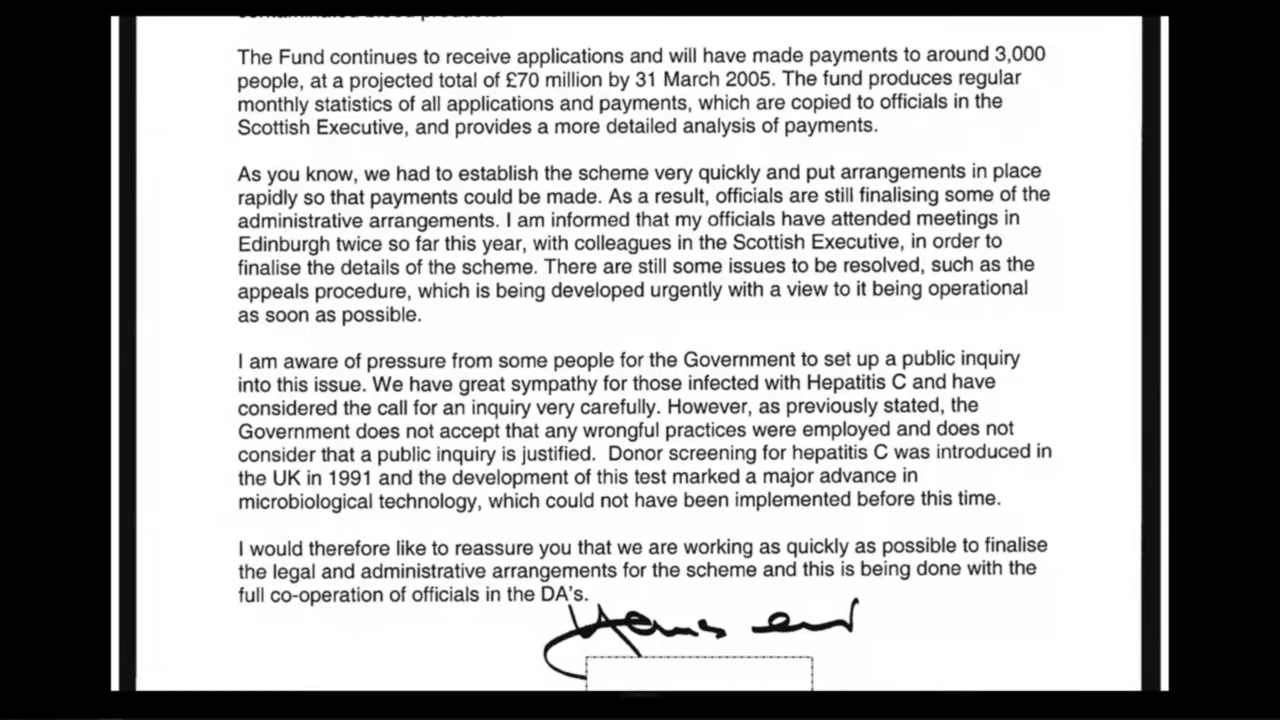 The Fund continues to receive applications and will have made payments to around 3,000
people, at a projected total of £70 million by 31 March 2005. The fund produces regular
monthly statistics of all applications and payments, which are copied to officials in the
Scottish Executive, and provides a more detailed analysis of payments.
As you know, we had to establish the scheme very quickly and put arrangements in place
rapidly so that payments could be made. As a result, officials are still finalising some of the
administrative arrangements. I am informed that my officials have attended meetings in
Edinburgh twice so far this year, with colleagues in the Scottish Executive, in order to
finalise the details of the scheme. There are still some issues to be resolved, such as the
appeals procedure, which is being developed urgently with a view to it being operational
as soon as possible.
I am aware of pressure from some people for the Government to set up a public inquiry
into this issue. We have great sympathy for those infected with Hepatitis C and have
considered the call for an inquiry very carefully. However, as previously stated, the
Government does not accept that any wrongful practices were employed and does not
consider that a public inquiry is justified. Donor screening for hepatitis C was introduced in
the UK in 1991 and the development of this test marked a major advance in
microbiological technology, which could not have been implemented before this time.
I would therefore like to reassure you that we are working as quickly as possible to finalise
the legal and administrative arrangements for the scheme and this is being done with the
full co-operation of officials in the DA's.